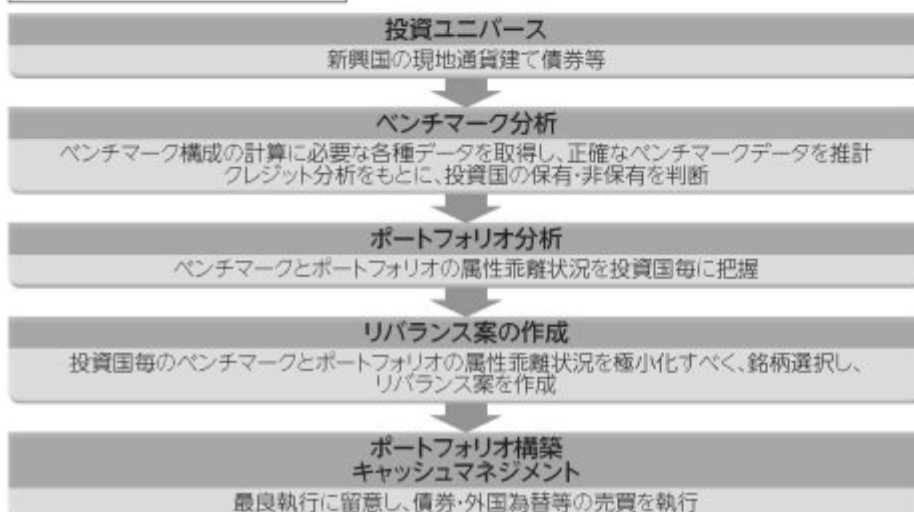 投資ユニバース
新興国の現地通貨建て債券等
ベンチマーク分析
ベンチマーク構成の計算に必要な各種データを取得し、正確なベンチマークデータを推計
クレジット分析をもとに、投資国の保有・非保有を判断
ポートフォリオ分析
ベンチマークとポートフォリオの属性乖離状況を投資国毎に把握
リバランス案の作成
投資国毎のベンチマークとポートフォリオの属性乖離状況を極小化すべく、銘柄選択し、
リバランス案を作成
ポートフォリオ構築
キャッシュマネジメント
最良執行に留意し、債券・外国為替等の売買を執行